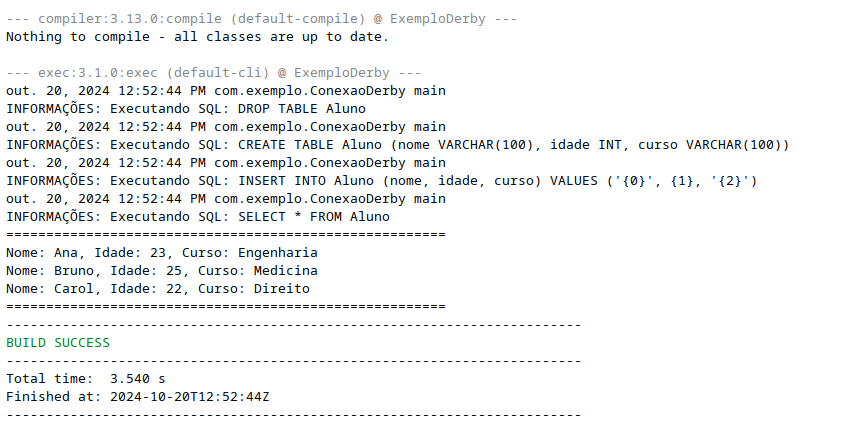 --- compiler:3.13.0:compile (default-compile) @ ExemploDerby ---
Nothing to compile - all classes are up to date.

--- exec:3.1.0:exec (default-cli) @ ExemploDerby ---
out. 20, 2024 12:52:44 PM com.exemplo.ConexaoDerby main
INFORMAÇÕES: Executando SQL: DROP TABLE Aluno
out. 20, 2024 12:52:44 PM com.exemplo.ConexaoDerby main
INFORMAÇÕES: Executando SQL: CREATE TABLE Aluno (nome VARCHAR(100), idade INT, curso VARCHAR(100))
out. 20, 2024 12:52:44 PM com.exemplo.ConexaoDerby main
INFORMAÇÕES: Executando SQL: INSERT INTO Aluno (nome, idade, curso) VALUES ('{0}', {1}, '{2}')
out. 20, 2024 12:52:44 PM com.exemplo.ConexaoDerby main
INFORMAÇÕES: Executando SQL: SELECT * FROM Aluno
=======================================================
Nome: Ana, Idade: 23, Curso: Engenharia
Nome: Bruno, Idade: 25, Curso: Medicina
Nome: Carol, Idade: 22, Curso: Direito
=======================================================
------------------------------------------------------------------------
BUILD SUCCESS
------------------------------------------------------------------------
Total time:  3.540 s
Finished at: 2024-10-20T12:52:44Z
------------------------------------------------------------------------